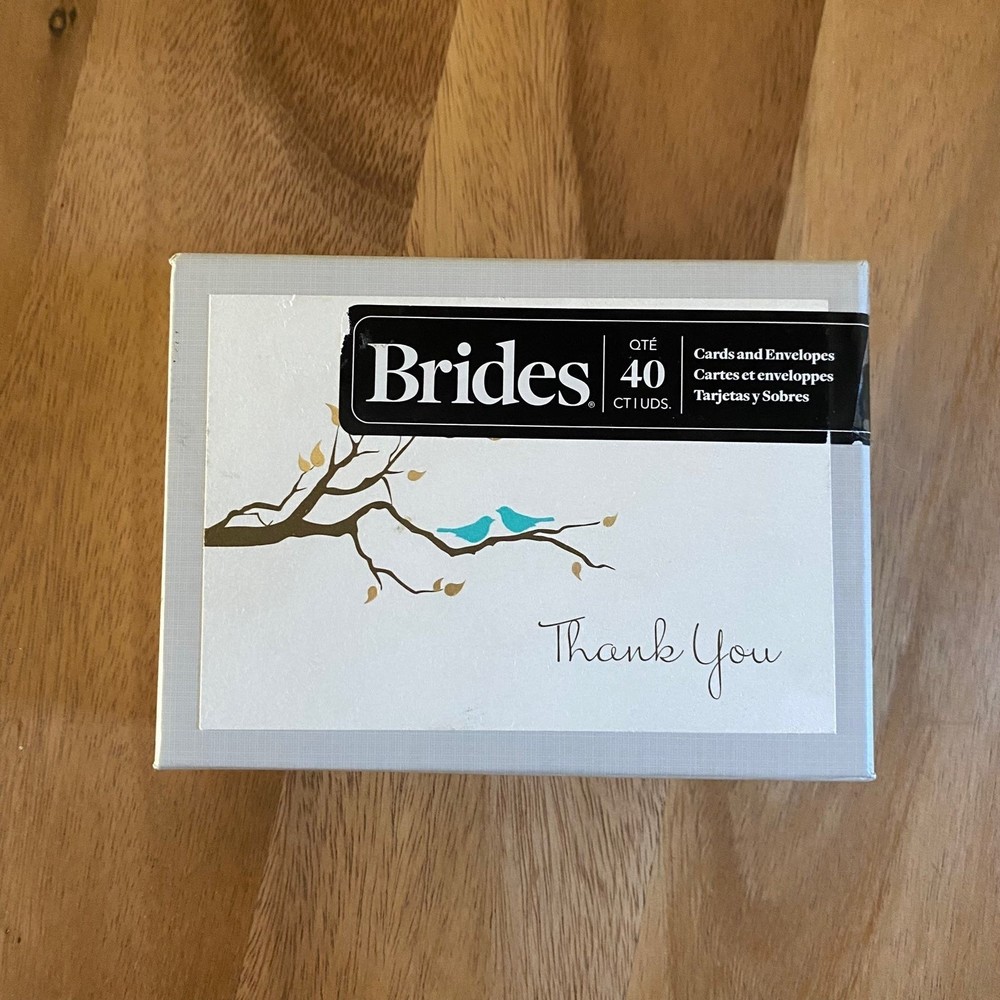 Brides®
QTÉ
40
CT | UDS.
Cards and Envelopes
Cartes et enveloppes
Tarjetas y Sobres
Thank You